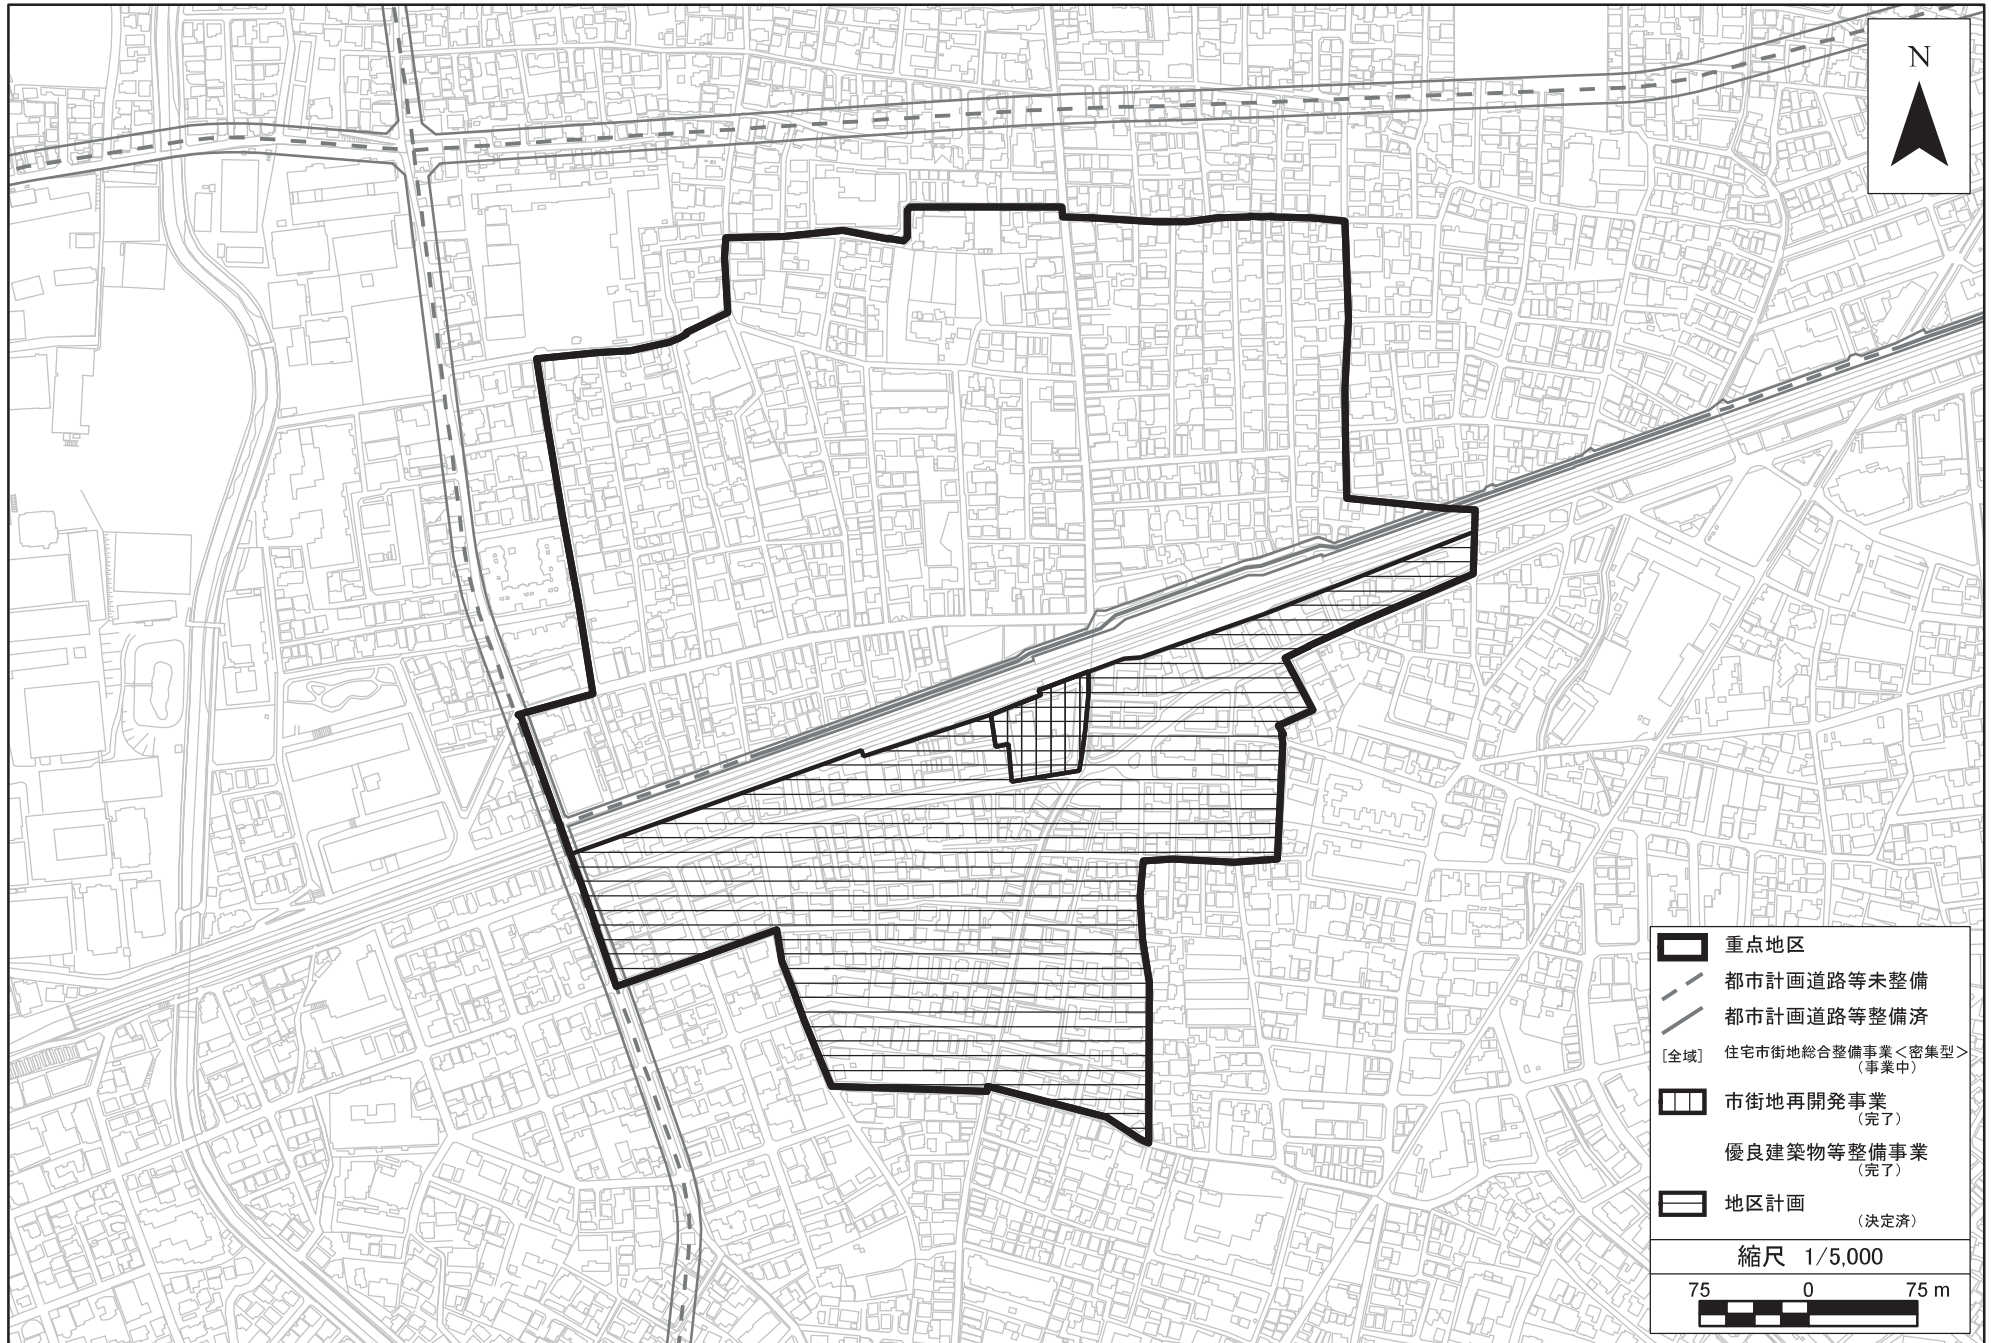 N
重点地区
都市計画道路等未整備
都市計画道路等整備済
[全域] 住宅市街地総合整備事業<密集型>
(事業中)
市街地再開発事業
(完了)
優良建築物等整備事業
(完了)
地区計画
(決定済)
縮尺 1/5,000
75 0 75 m